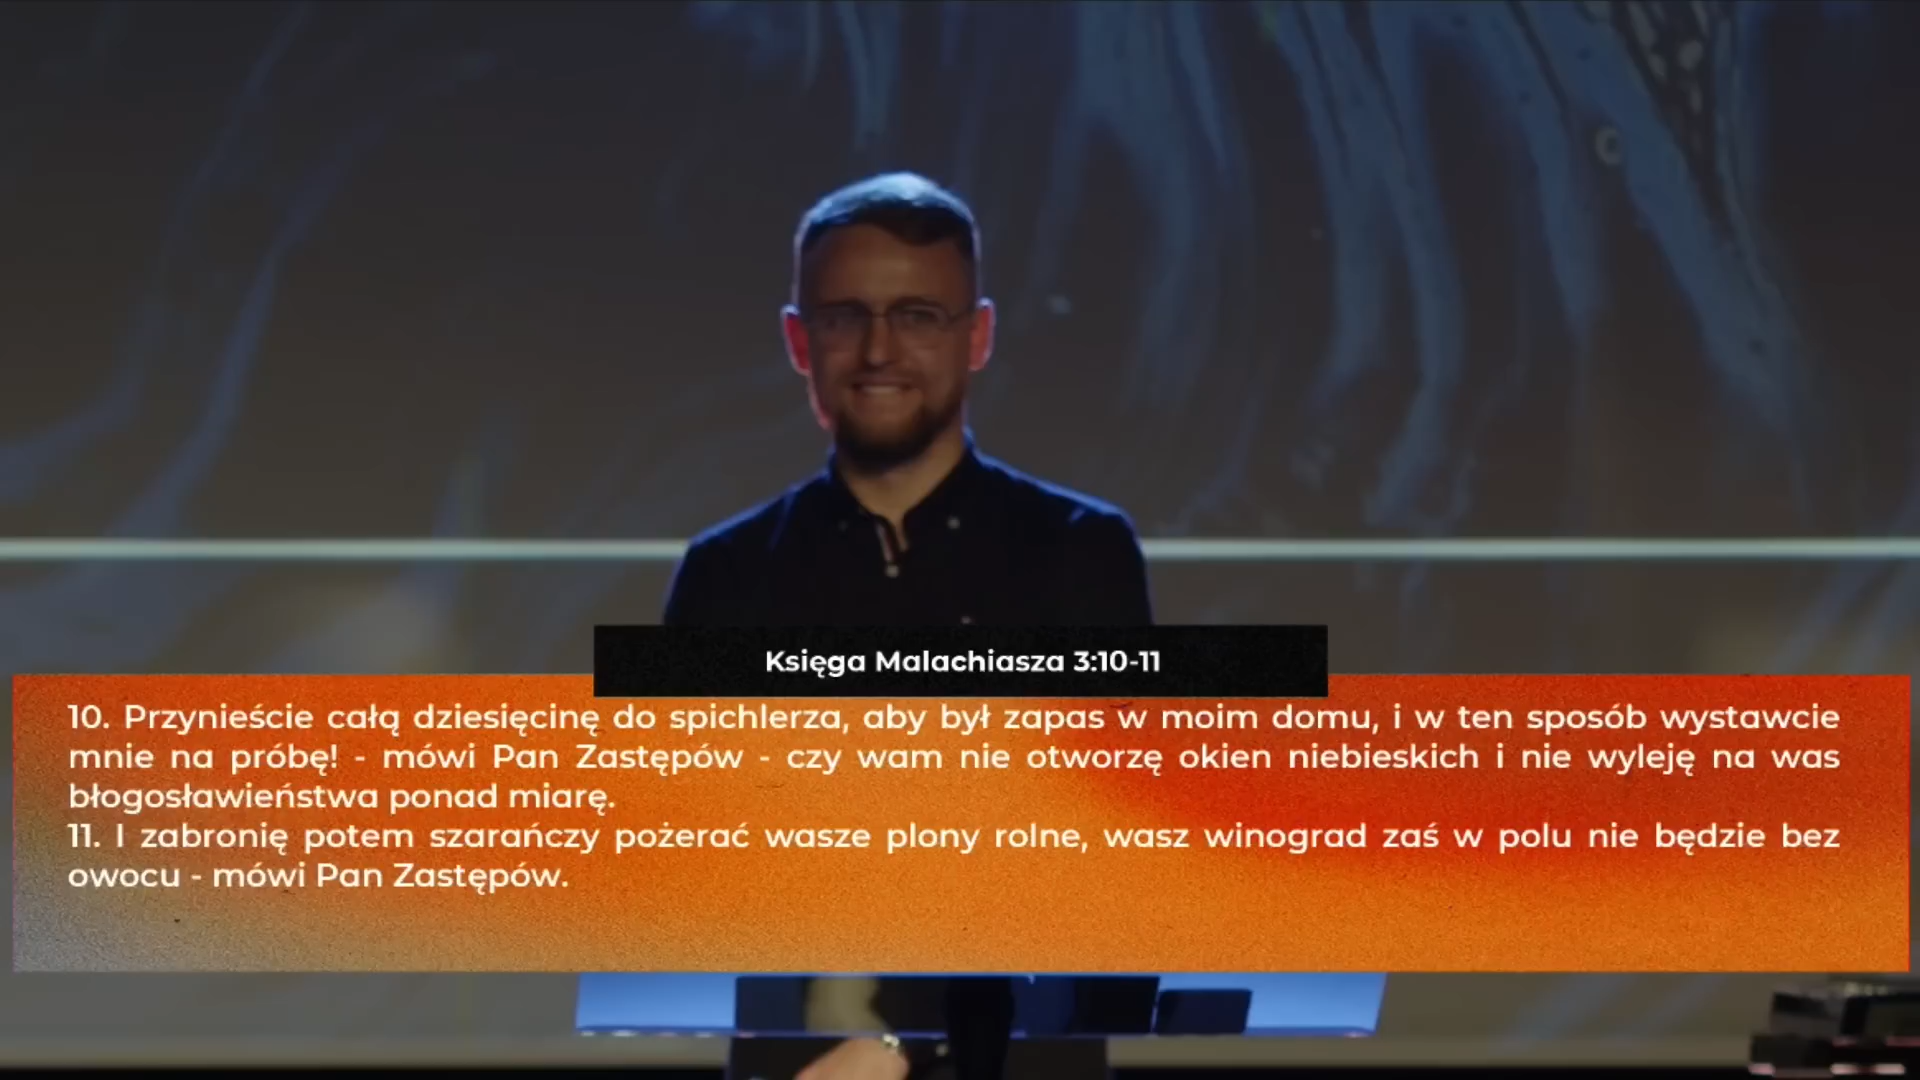 Księga Malachiasza 3:10-11
10. Przynieście całą dziesięcinę do spichlerza, aby był zapas w moim domu, i w ten sposób wystawcie
mnie na próbę! - mówi Pan Zastępów - czy wam nie otworzę okien niebieskich i nie wyleję na was
błogosławieństwa ponad miarę.
11. I zabronię potem szarańczy pożerać wasze plony rolne, wasz winograd zaś w polu nie będzie bez
owocu - mówi Pan Zastępów.